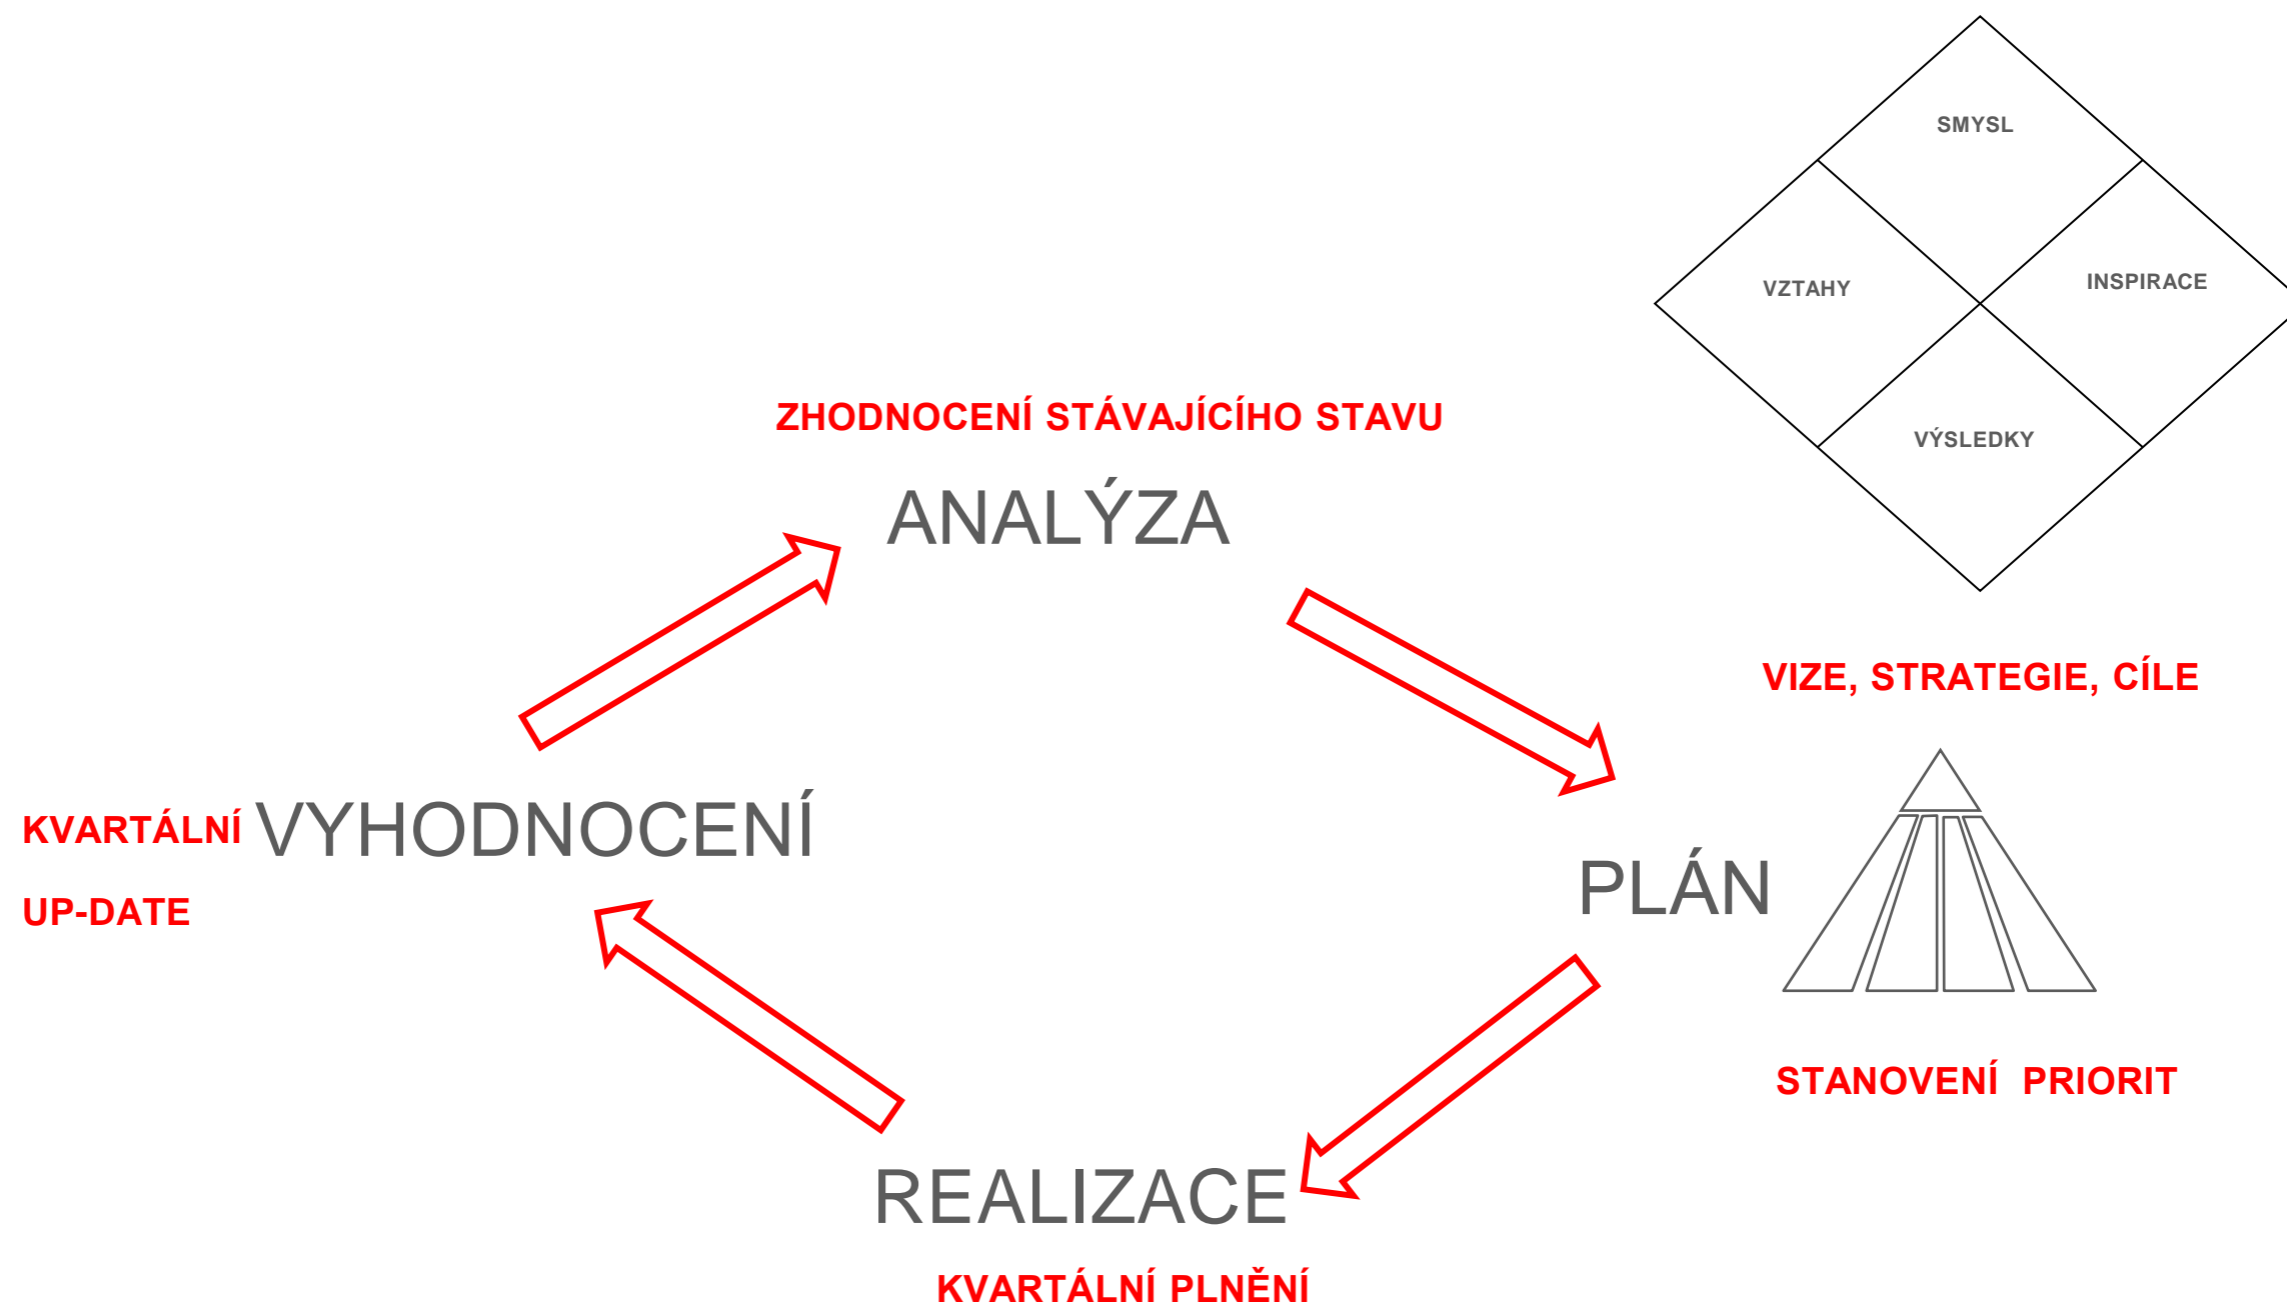 SMYSL
VZTAHY
INSPIRACE
VÝSLEDKY
ZHODNOCENÍ STÁVAJÍCÍHO STAVU
ANALÝZA
VIZE, STRATEGIE, CÍLE
KVARTÁLNÍ VYHODNOCENÍ
UP-DATE
PLÁN
STANOVENÍ PRIORIT
REALIZACE
KVARTÁLNÍ PLNĚNÍ